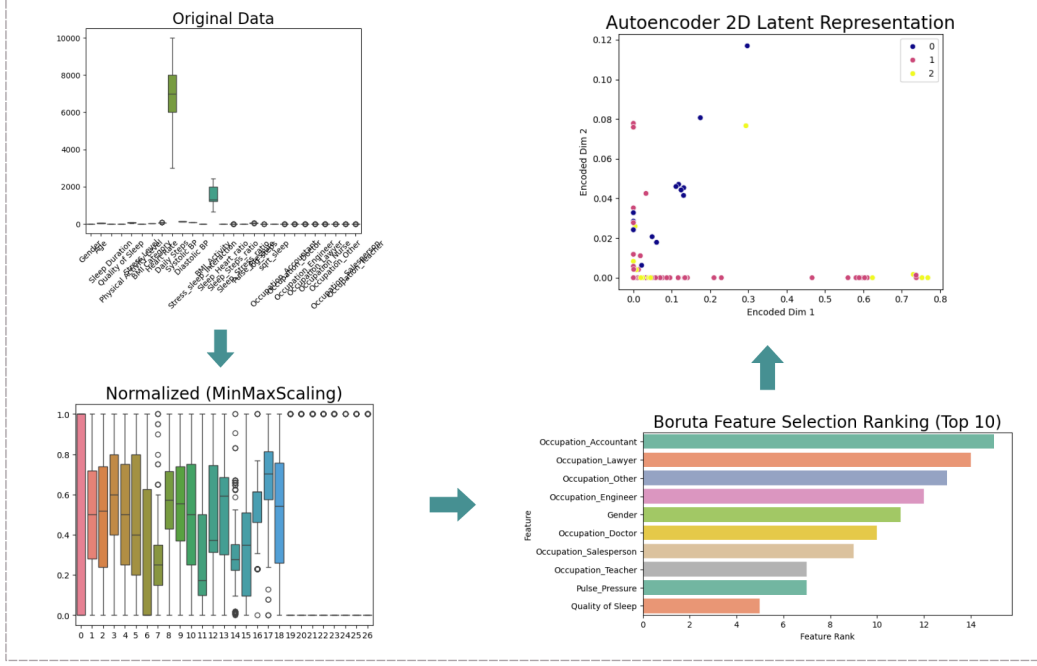 Original Data
10000
8000
6000
4000
2000
0
Gender
Age
Sleep Duration
Quality of Sleep
Daily Steps
Systolic BP
Diastolic BP
Stress_sleep_interaction
sqrt_sleep
Occupation_Engineer
Occupation_Lawyer
Occupation_Other
Normalized (MinMaxScaling)
1.0
0.8
0.6
0.4
0.2
0.0
0 1 2 3 4 5 6 7 8 9 10 11 12 13 14 15 16 17 18 19 20 21 22 23 24 25 26
Autoencoder 2D Latent Representation
0
1
2
Encoded Dim 2
0.12
0.10
0.08
0.06
0.04
0.02
0.00
0.0 0.1 0.2 0.3 0.4 0.5 0.6 0.7 0.8
Encoded Dim 1
Boruta Feature Selection Ranking (Top 10)
Feature
Occupation_Accountant
Occupation_Lawyer
Occupation_Other
Occupation_Engineer
Gender
Occupation_Doctor
Occupation_Salesperson
Occupation_Teacher
Pulse_Pressure
Quality of Sleep
0 2 4 6 8 10 12 14
Feature Rank